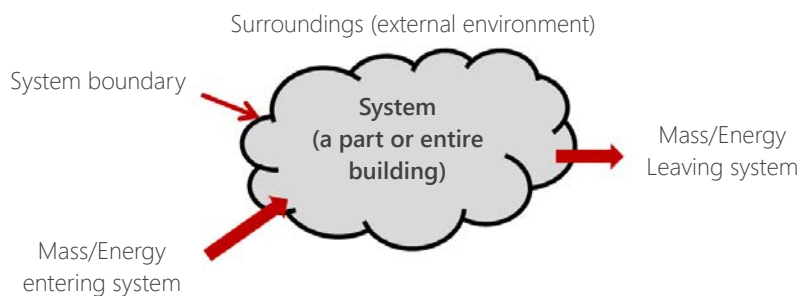 Surroundings (external environment)
System boundary
System
(a part or entire
building)
Mass/Energy
Leaving system
Mass/Energy
entering system